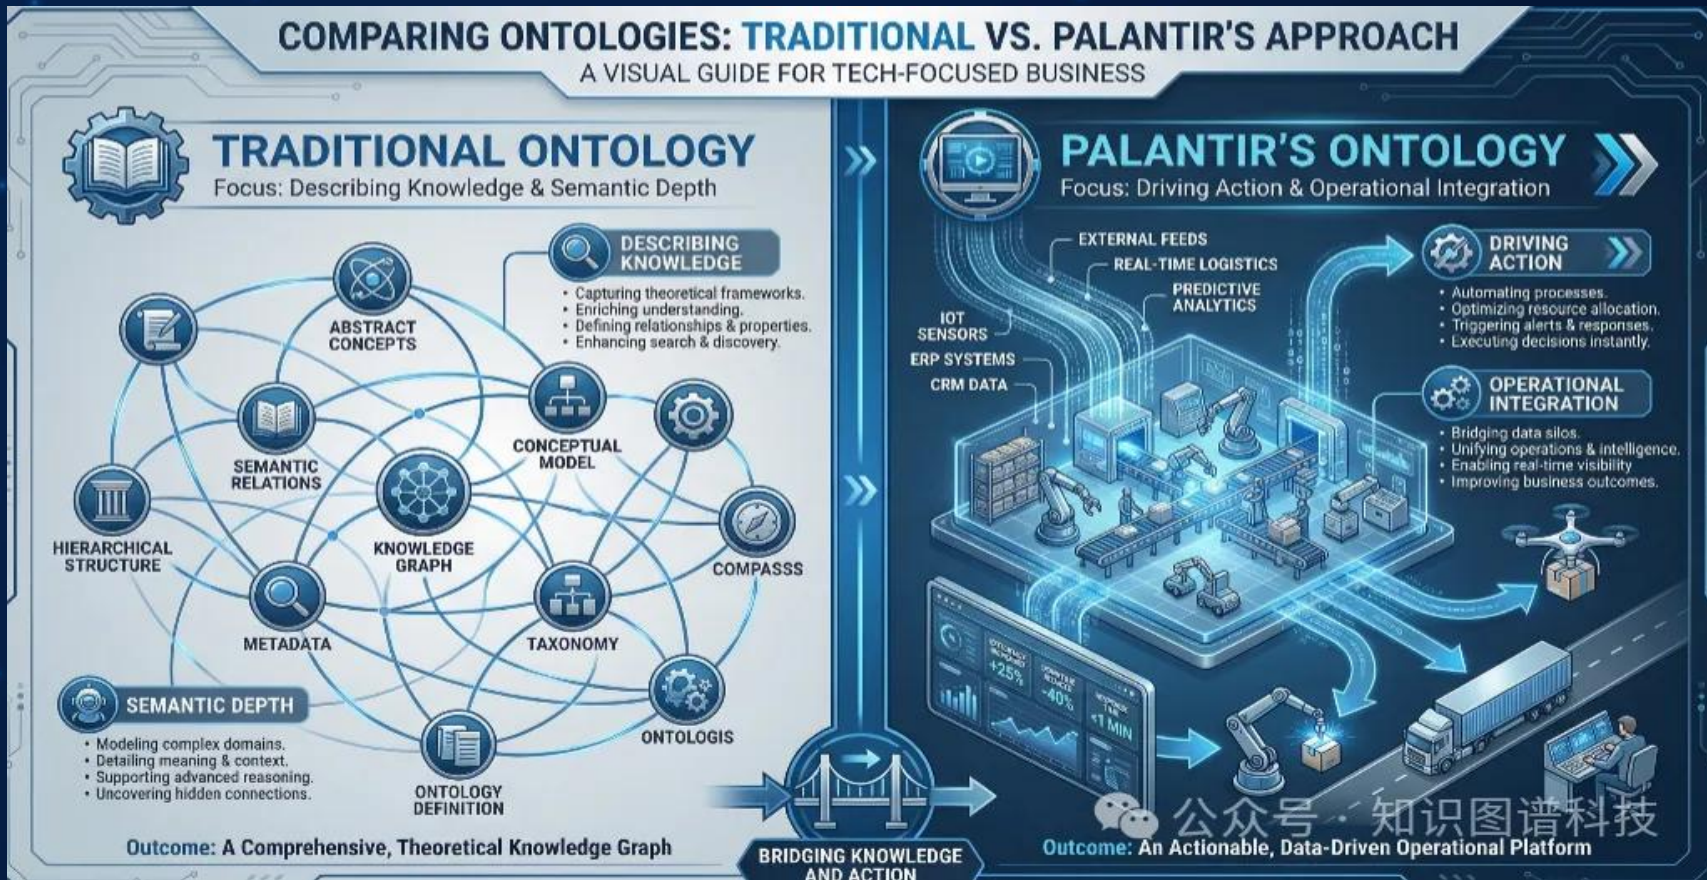 COMPARING ONTOLOGIES: TRADITIONAL VS. PALANTIR'S APPROACH
A VISUAL GUIDE FOR TECH-FOCUSED BUSINESS
TRADITIONAL ONTOLOGY
Focus: Describing Knowledge & Semantic Depth
DESCRIBING
KNOWLEDGE
• Capturing theoretical frameworks.
• Enriching understanding.
• Defining relationships & properties.
• Enhancing search & discovery.
ABSTRACT
CONCEPTS
SEMANTIC
RELATIONS
CONCEPTUAL
MODEL
HIERARCHICAL
STRUCTURE
KNOWLEDGE
GRAPH
COMPASSS
METADATA
TAXONOMY
ONTOLOGIS
ONTOLOGY
DEFINITION
SEMANTIC DEPTH
• Modeling complex domains.
• Detailing meaning & context.
• Supporting advanced reasoning.
• Uncovering hidden connections.
Outcome: A Comprehensive, Theoretical Knowledge Graph
BRIDGING KNOWLEDGE
AND ACTION
PALANTIR'S ONTOLOGY
Focus: Driving Action & Operational Integration
EXTERNAL FEEDS
REAL-TIME LOGISTICS
PREDICTIVE
ANALYTICS
IOT
SENSORS
ERP SYSTEMS
CRM DATA
DRIVING
ACTION
• Automating processes.
• Optimizing resource allocation.
• Triggering alerts & responses.
• Executing decisions instantly.
OPERATIONAL
INTEGRATION
• Bridging data silos.
• Unifying operations & intelligence.
• Enabling real-time visibility
• Improving business outcomes.
+25%
-40%
<1 MIN
公众号 · 知识图谱科技
Outcome: An Actionable, Data-Driven Operational Platform